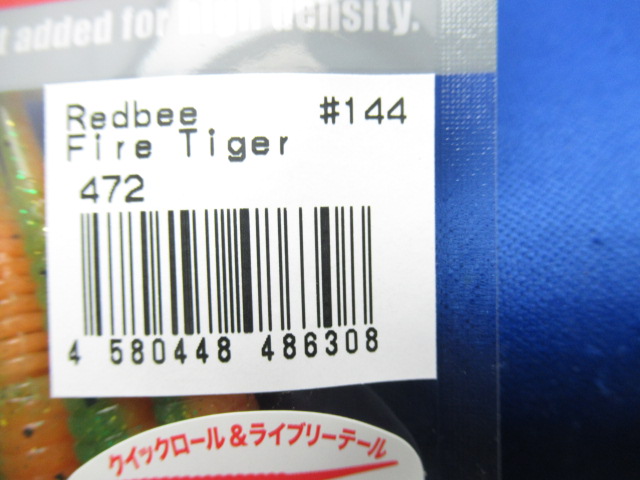 t added for high density.
Redbee #144
Fire Tiger
472
4 580448 486308
クイックロール&ライブリーテール